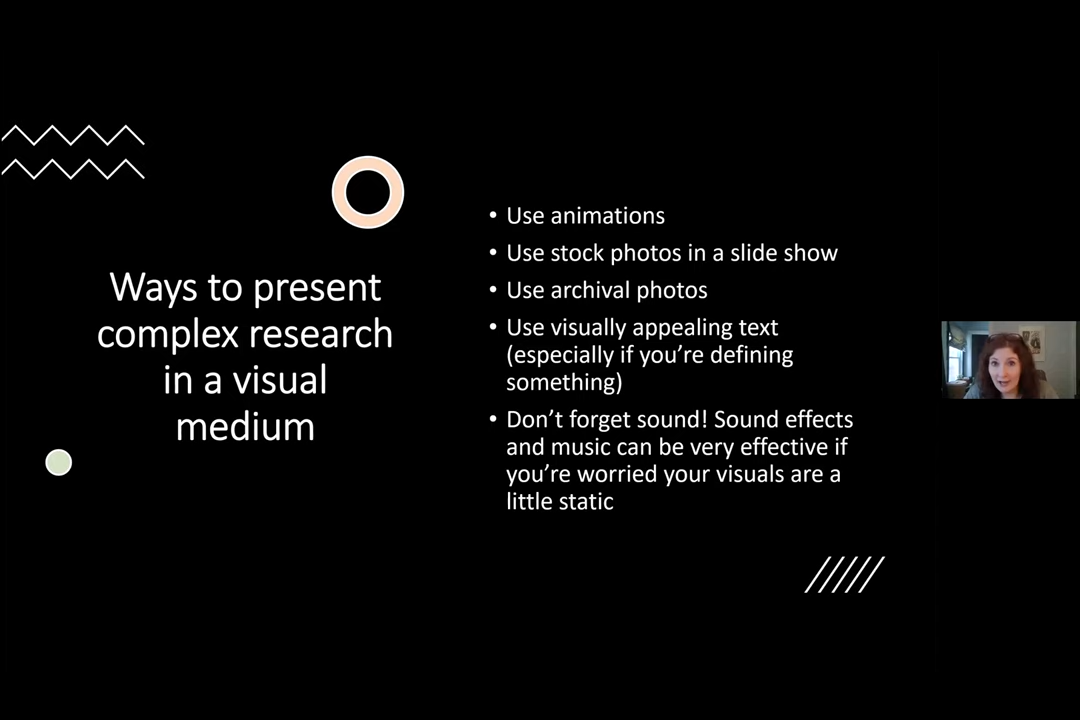 Ways to present
complex research
in a visual
medium
• Use animations
• Use stock photos in a slide show
• Use archival photos
• Use visually appealing text
(especially if you’re defining
something)
• Don’t forget sound! Sound effects
and music can be very effective if
you’re worried your visuals are a
little static